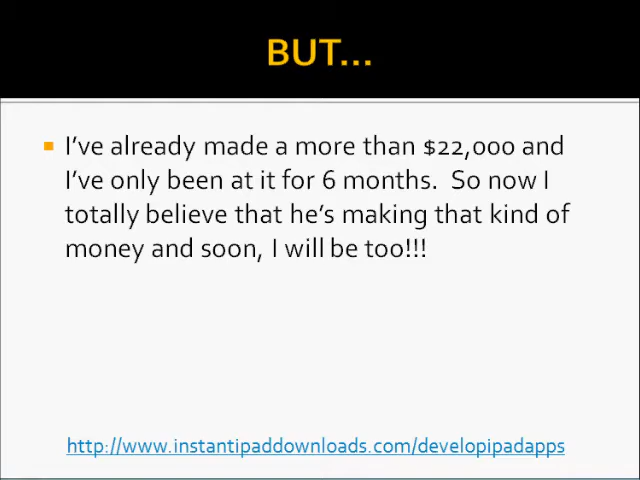 BUT...
I've already made a more than $22,000 and
I've only been at it for 6 months.  So now I
totally believe that he's making that kind of
money and soon, I will be too!!!
http://www.instantipaddownloads.com/developipadapps